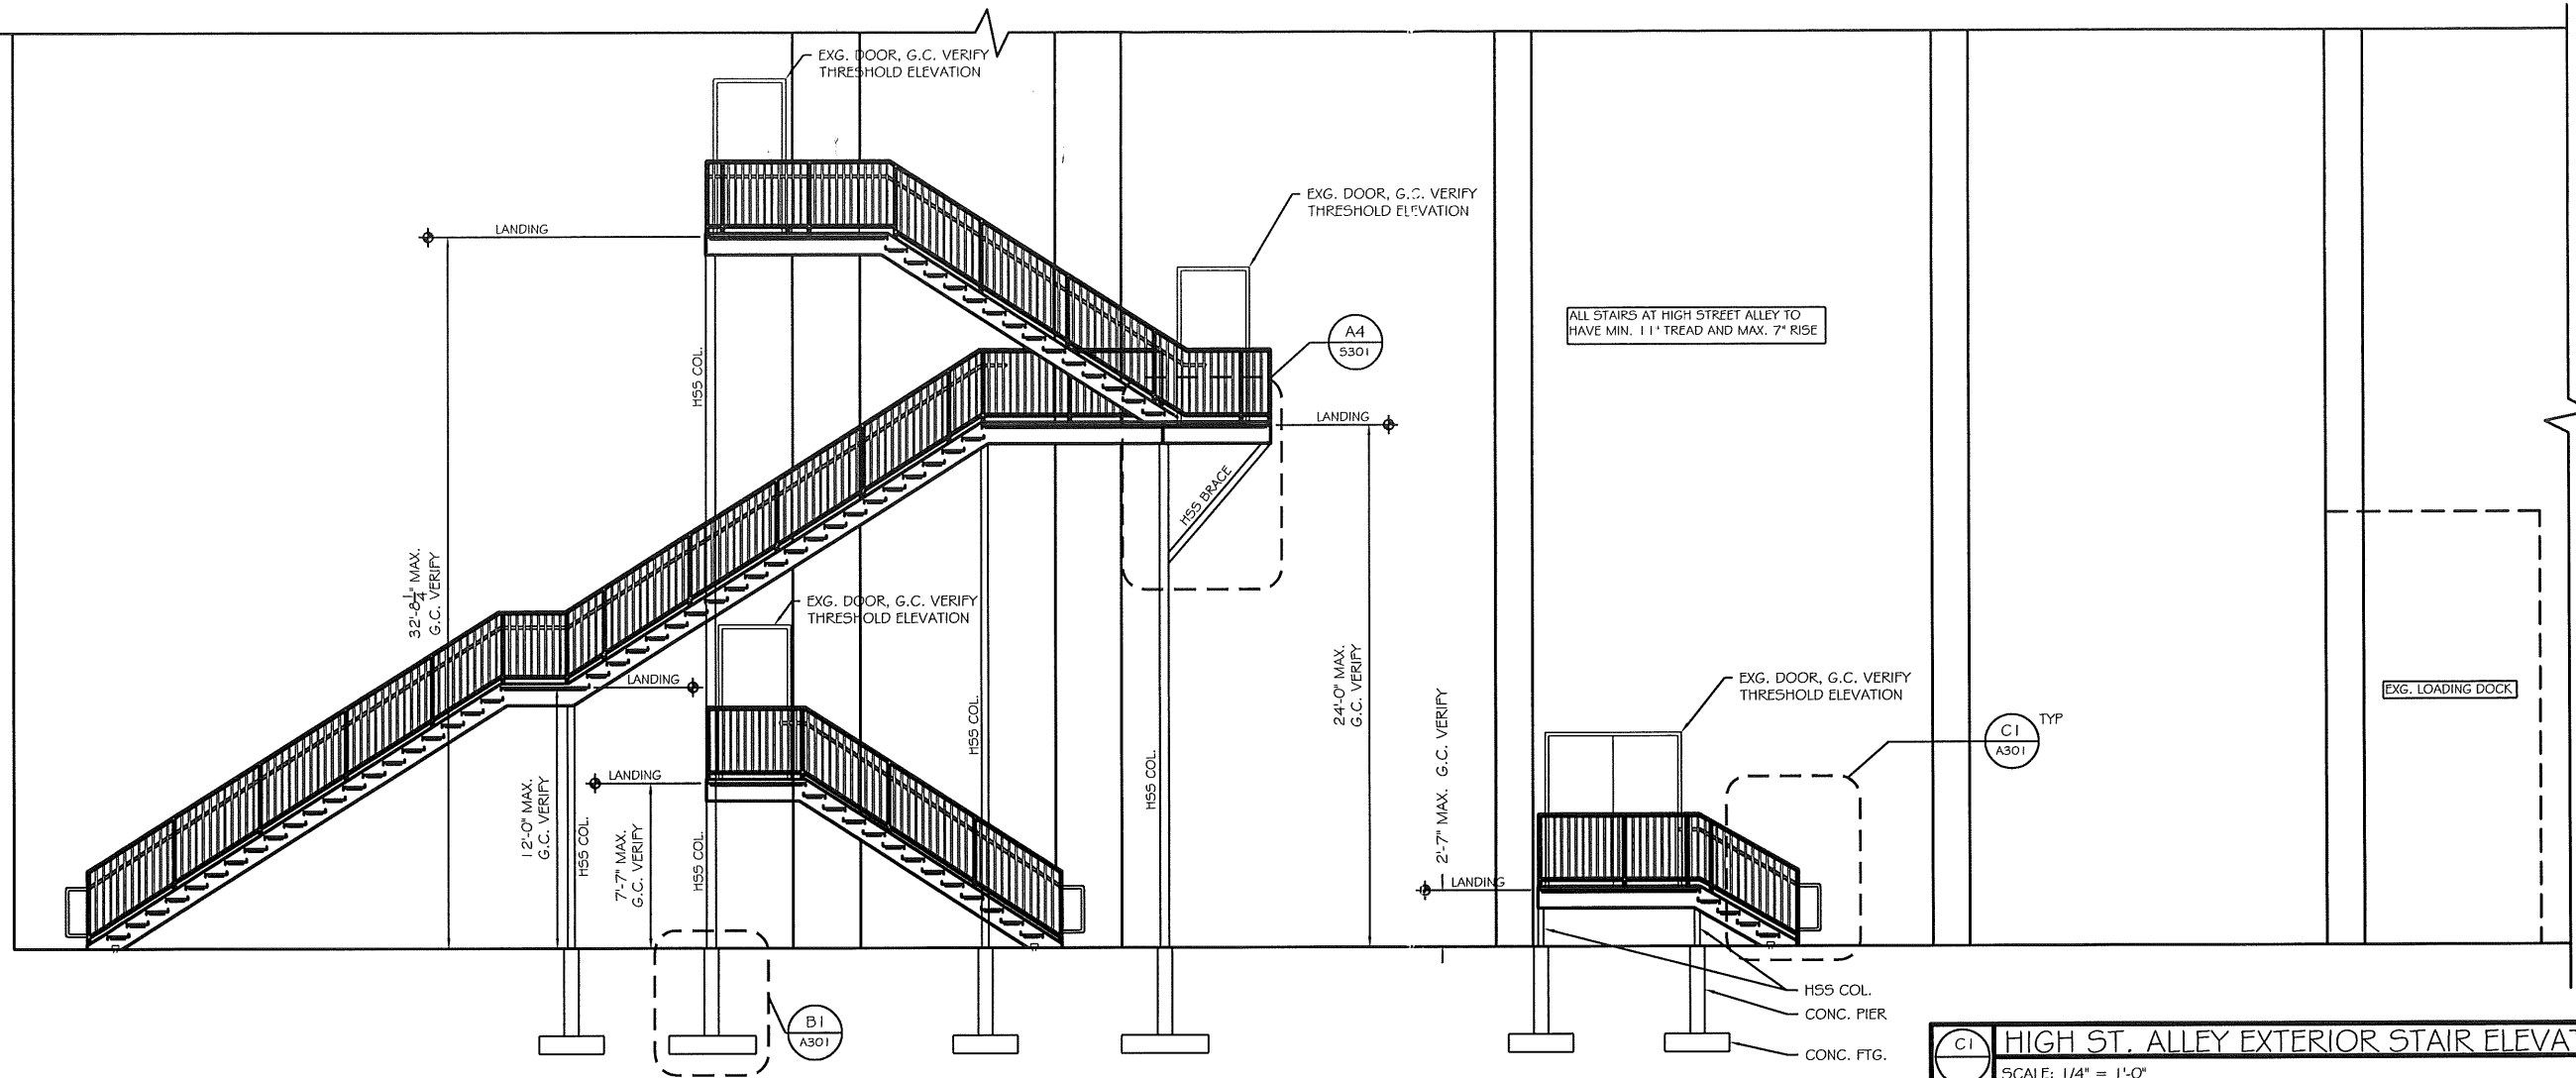 EXG. DOOR, G.C. VERIFY
THRESHOLD ELEVATION
EXG. DOOR, G.C. VERIFY
THRESHOLD ELEVATION
LANDING
HSS COL.
A4
S301
ALL STAIRS AT HIGH STREET ALLEY TO
HAVE MIN. 11" TREAD AND MAX. 7" RISE
LANDING
HSS BRACE
32'-8 1/4" MAX.
G.C. VERIFY
EXG. DOOR, G.C. VERIFY
THRESHOLD ELEVATION
LANDING
24'-0" MAX.
G.C. VERIFY
EXG. DOOR, G.C. VERIFY
THRESHOLD ELEVATION
EXG. LOADING DOCK
C1
A301
TYP
HSS COL.
HSS COL.
LANDING
12'-0" MAX.
G.C. VERIFY
HSS COL.
7'-7" MAX.
G.C. VERIFY
HSS COL.
2'-7" MAX. G.C. VERIFY
LANDING
B1
A301
HSS COL.
CONC. PIER
CONC. FTG.
C1
HIGH ST. ALLEY EXTERIOR STAIR ELEVAT
SCALE: 1/4" = 1'-0"